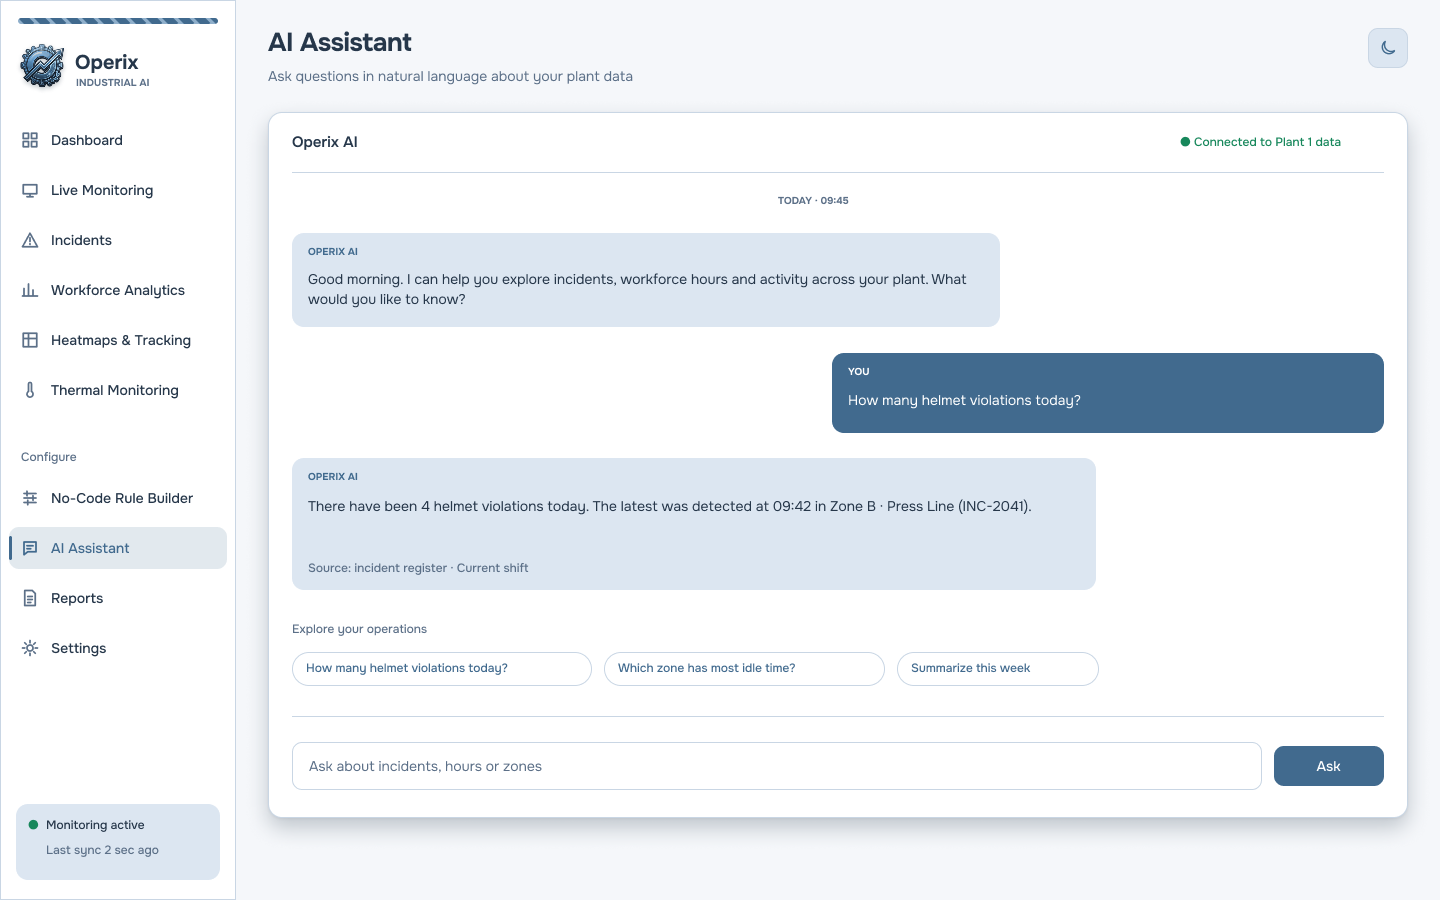 Operix
INDUSTRIAL AI
Dashboard
Live Monitoring
Incidents
Workforce Analytics
Heatmaps & Tracking
Thermal Monitoring
Configure
No-Code Rule Builder
AI Assistant
Reports
Settings
Monitoring active
Last sync 2 sec ago
AI Assistant
Ask questions in natural language about your plant data
Operix AI
Connected to Plant 1 data
TODAY · 09:45
OPERIX AI
Good morning. I can help you explore incidents, workforce hours and activity across your plant. What
would you like to know?
YOU
How many helmet violations today?
OPERIX AI
There have been 4 helmet violations today. The latest was detected at 09:42 in Zone B · Press Line (INC-2041).
Source: incident register · Current shift
Explore your operations
How many helmet violations today?
Which zone has most idle time?
Summarize this week
Ask about incidents, hours or zones
Ask